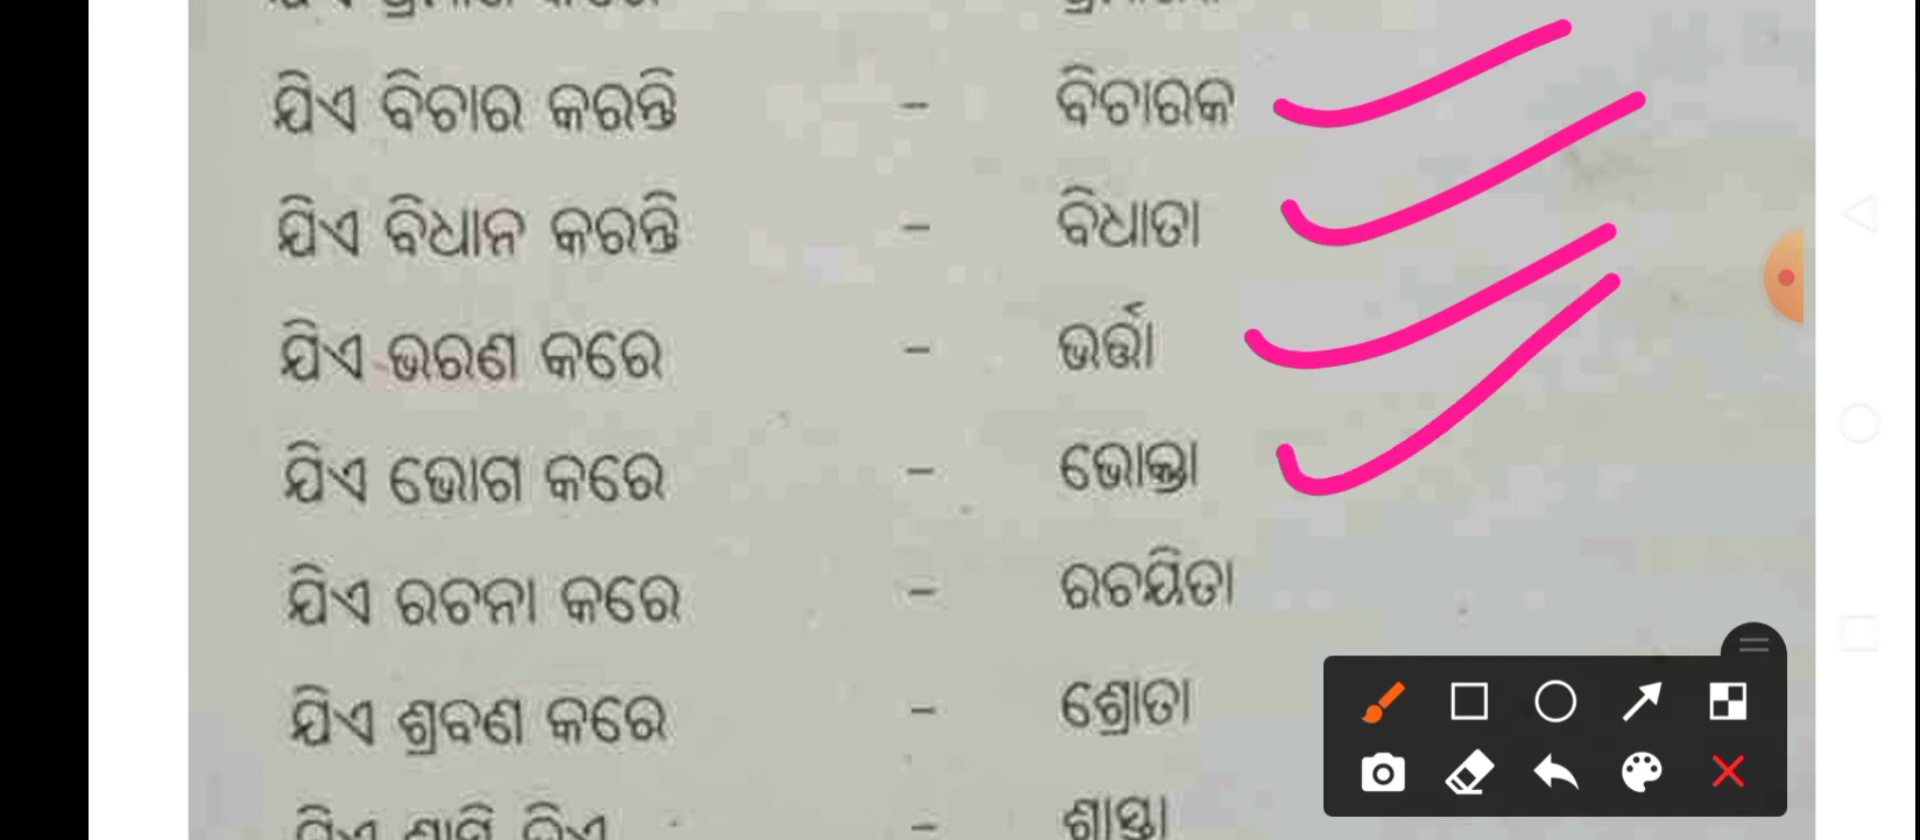 ଯିଏ ବିଚାର କରନ୍ତି - ବିଚାରକ
ଯିଏ ବିଧାନ କରନ୍ତି - ବିଧାତା
ଯିଏ ଭରଣ କରେ - ଭର୍ତ୍ତା
ଯିଏ ଭୋଗ କରେ - ଭୋକ୍ତା
ଯିଏ ରଚନା କରେ - ରଚୟିତା
ଯିଏ ଶ୍ରବଣ କରେ - ଶ୍ରୋତା
ଯିଏ ଶାସ୍ତି ଦିଏ - ଶାସ୍ତା